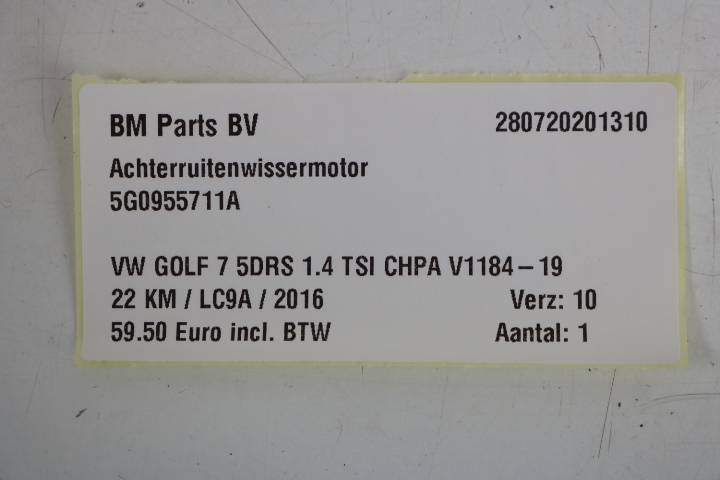 BM Parts BV 280720201310
Achterruitenwissermotor
5G0955711A
VW GOLF 7 5DRS 1.4 TSI CHPA V1184-19
22 KM / LC9A / 2016 Verz: 10
59.50 Euro incl. BTW Aantal: 1